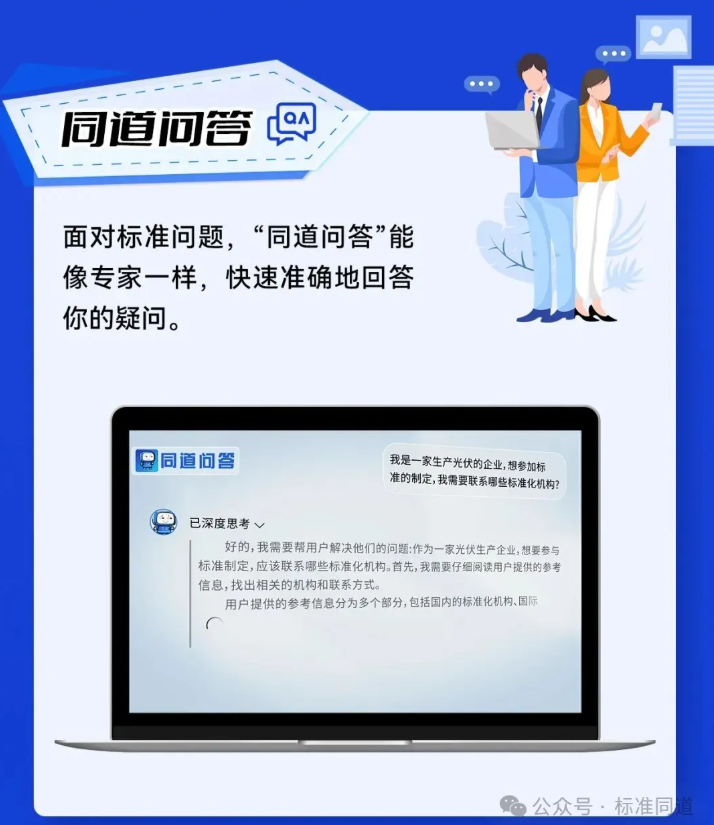 同道问答
QA
面对标准问题，“同道问答”能
像专家一样，快速准确地回答
你的疑问。
同道问答
我是一家生产光伏的企业，想参加标
准的制定，我需要联系哪些标准化机构？
已深度思考
好的，我需要帮用户解决他们的问题：作为一家光伏生产企业，想要参与
标准制定，应该联系哪些标准化机构。首先，我需要仔细阅读用户提供的参考
信息，找出相关的机构和联系方式。
用户提供的参考信息分为多个部分，包括国内的标准化机构、国际
公众号 · 标准同道